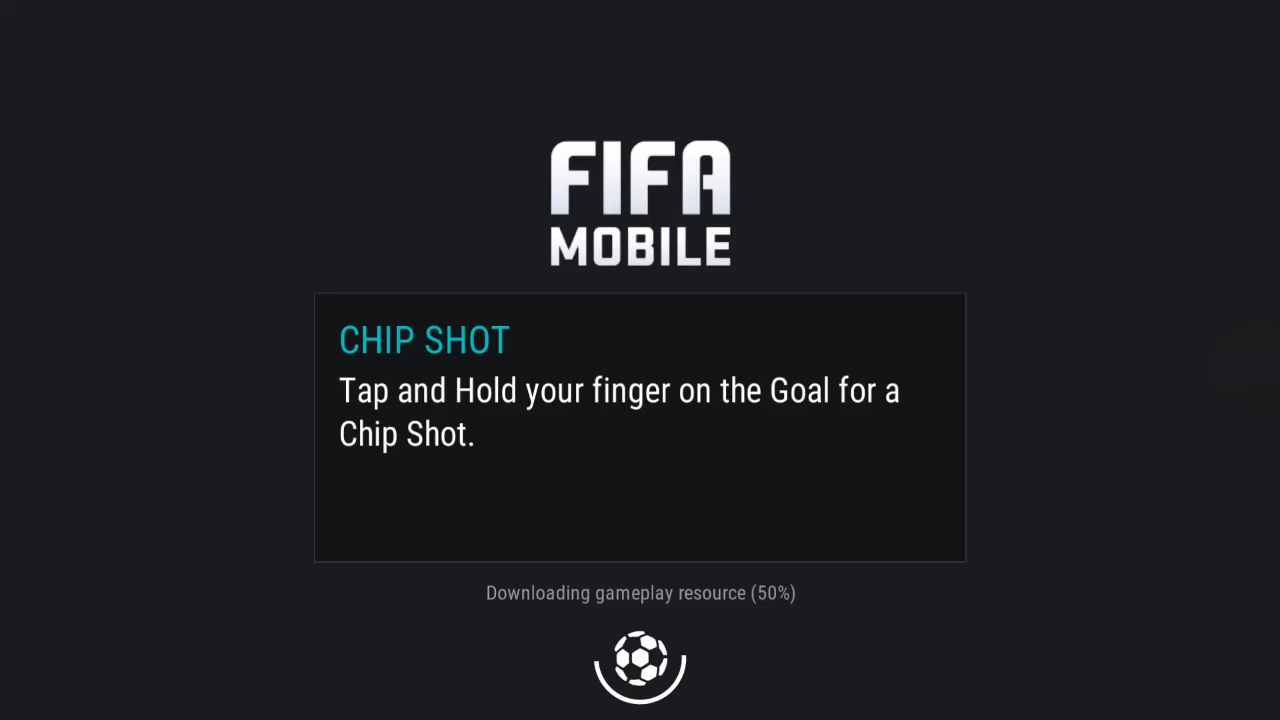 FIFA
MOBILE
CHIP SHOT
Tap and Hold your finger on the Goal for a
Chip Shot.
Downloading gameplay resource (50%)